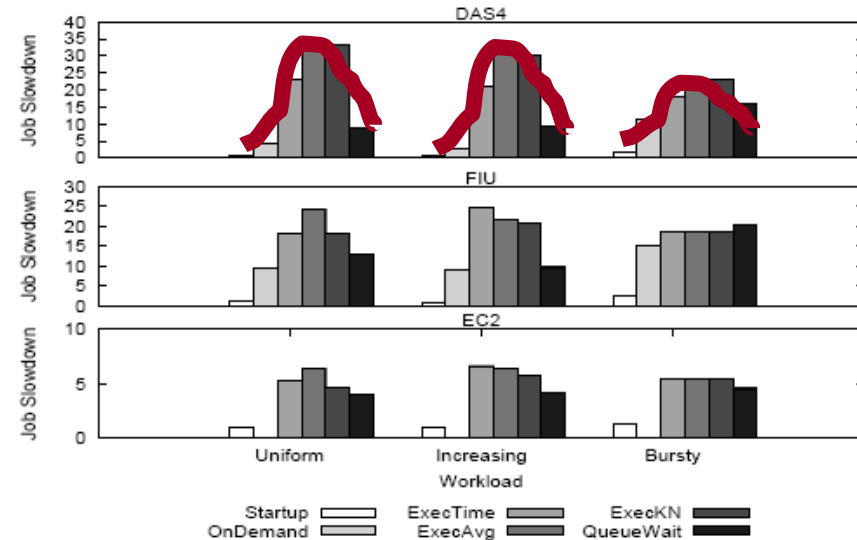 DAS4
Job Slowdown
40
35
30
25
20
15
10
5
0
FIU
Job Slowdown
30
25
20
15
10
5
0
EC2
Job Slowdown
10
5
0
Uniform Increasing Bursty
Workload
Startup ExecTime ExecKN
OnDemand ExecAvg QueueWait